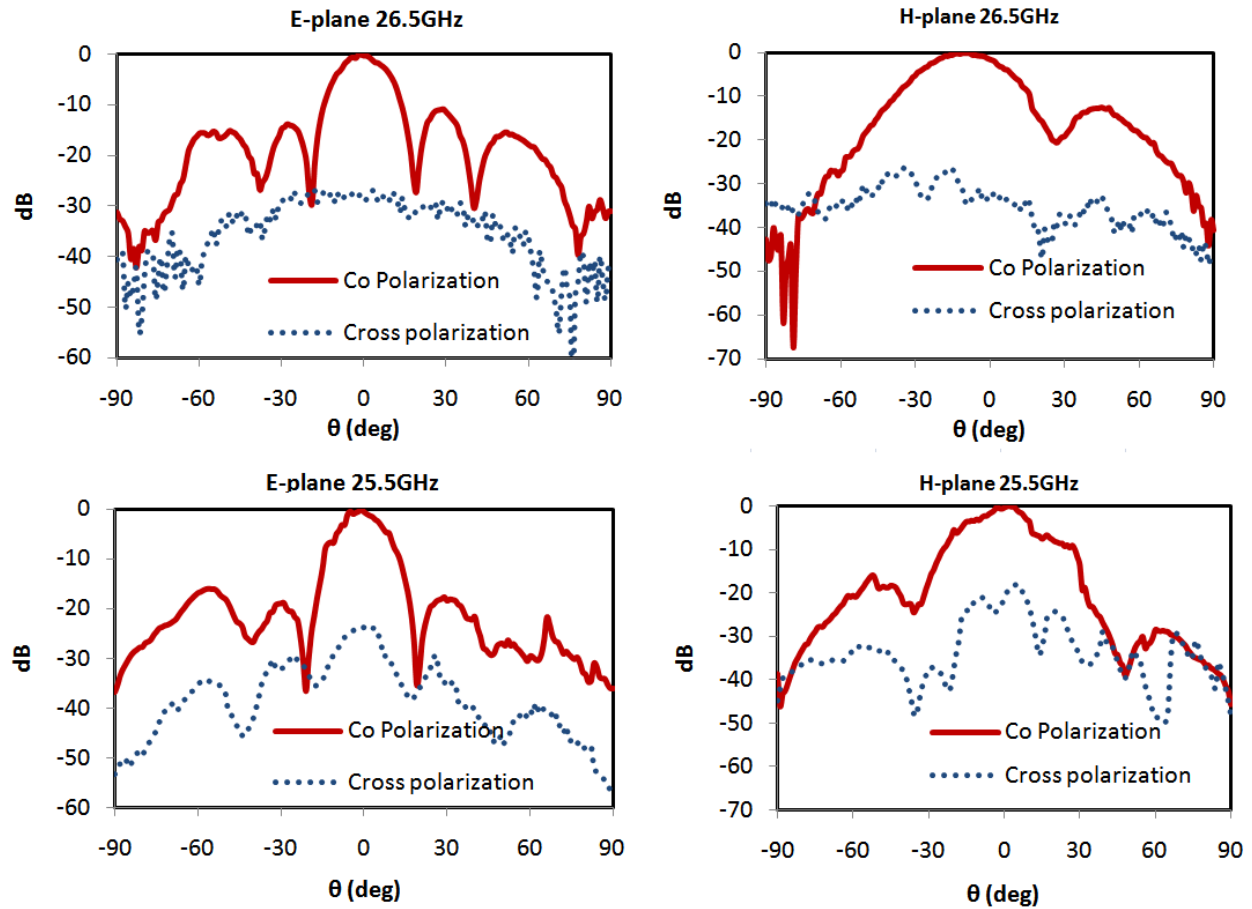 E-plane 26.5GHz
0
-10
-20
-30
-40
-50
-60
dB
Co Polarization
Cross polarization
-90 -60 -30 0 30 60 90
θ (deg)
H-plane 26.5GHz
0
-10
-20
-30
-40
-50
-60
-70
dB
Co Polarization
Cross polarization
-90 -60 -30 0 30 60 90
θ (deg)
E-plane 25.5GHz
0
-10
-20
-30
-40
-50
-60
dB
Co Polarization
Cross polarization
-90 -60 -30 0 30 60 90
θ (deg)
H-plane 25.5GHz
0
-10
-20
-30
-40
-50
-60
-70
dB
Co Polarization
Cross polarization
-90 -60 -30 0 30 60 90
θ (deg)